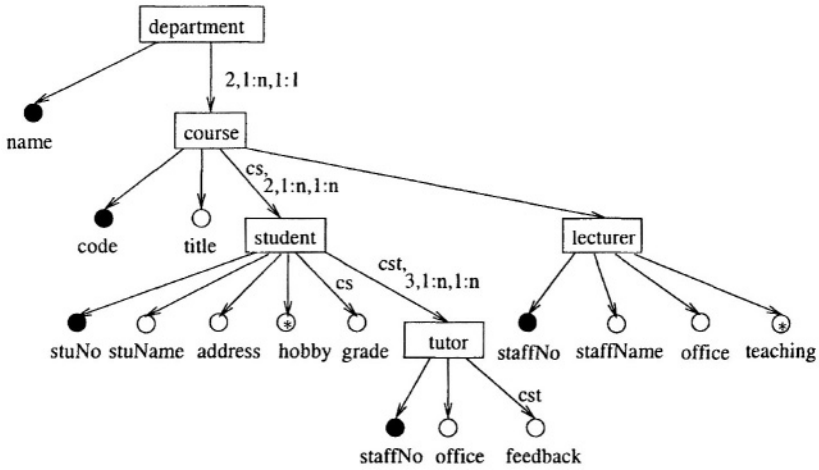 department
2,1:n,1:1
name
course
cs,
2,1:n,1:n
code
title
student
lecturer
cst,
3,1:n,1:n
cs
stuNo stuName address hobby grade
tutor
staffNo staffName office teaching
cst
staffNo office feedback